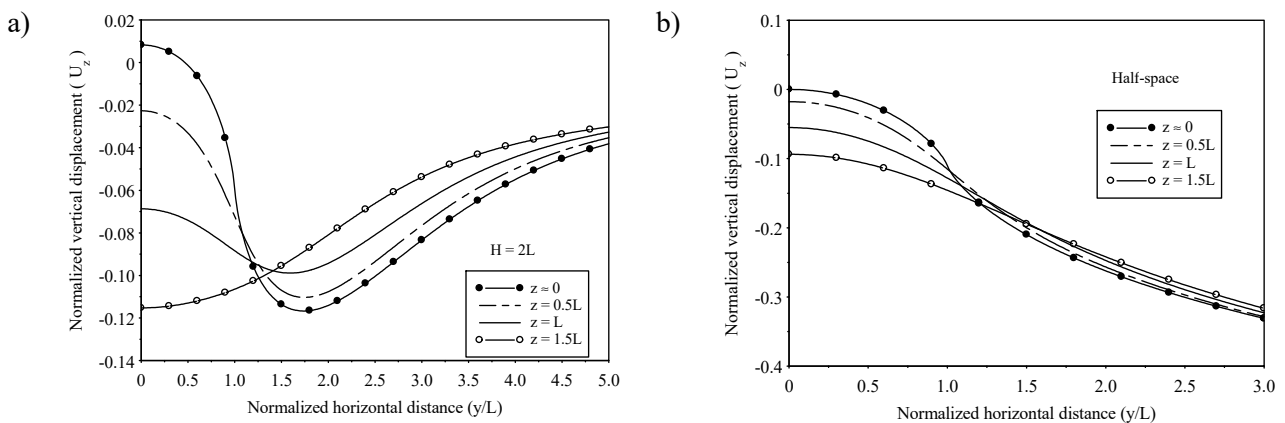 a)
0.02
0
-0.02
-0.04
-0.06
-0.08
-0.10
-0.12
-0.14
Normalized vertical displacement ( U_z )
H = 2L
z ≈ 0
z = 0.5L
z = L
z = 1.5L
0 0.5 1.0 1.5 2.0 2.5 3.0 3.5 4.0 4.5 5.0
Normalized horizontal distance (y/L)
b)
0.1
0
-0.1
-0.2
-0.3
-0.4
Normalized vertical displacement ( U_z )
Half-space
z ≈ 0
z = 0.5L
z = L
z = 1.5L
0 0.5 1.0 1.5 2.0 2.5 3.0
Normalized horizontal distance (y/L)